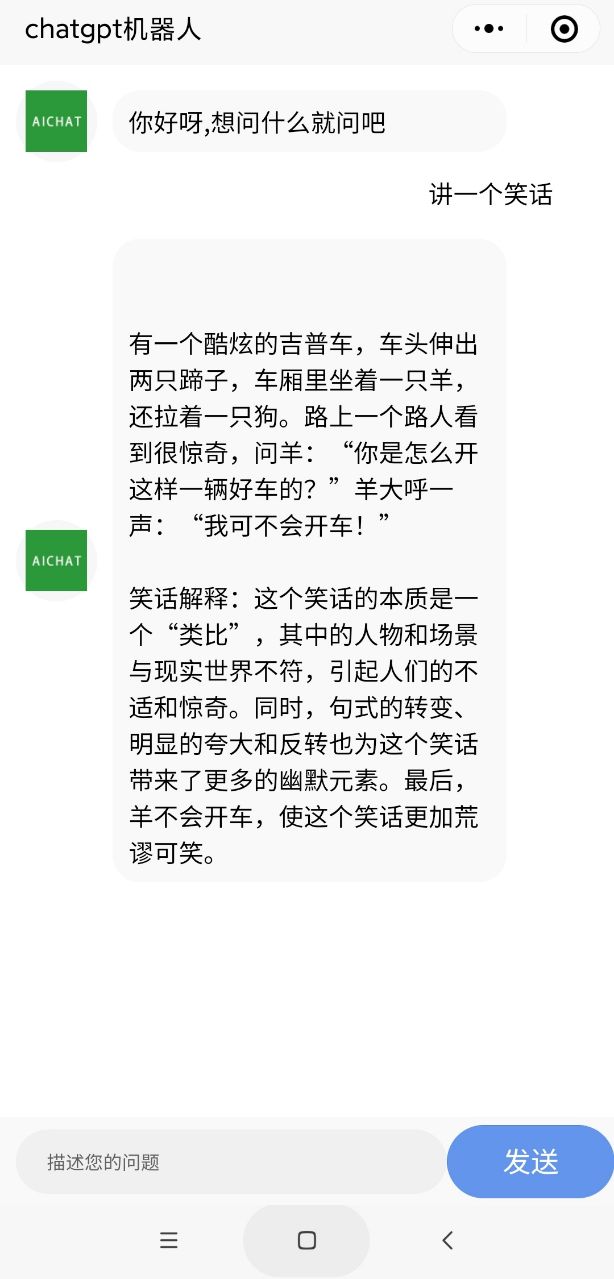 chatgpt机器人
AICHAT
你好呀,想问什么就问吧
讲一个笑话
有一个酷炫的吉普车，车头伸出
两只蹄子，车厢里坐着一只羊，
还拉着一只狗。路上一个路人看
到很惊奇，问羊：“你是怎么开
这样一辆好车的？”羊大呼一
声：“我可不会开车！”
AICHAT
笑话解释：这个笑话的本质是一
个“类比”，其中的人物和场景
与现实世界不符，引起人们的不
适和惊奇。同时，句式的转变、
明显的夸大和反转也为这个笑话
带来了更多的幽默元素。最后，
羊不会开车，使这个笑话更加荒
谬可笑。
描述您的问题
发送